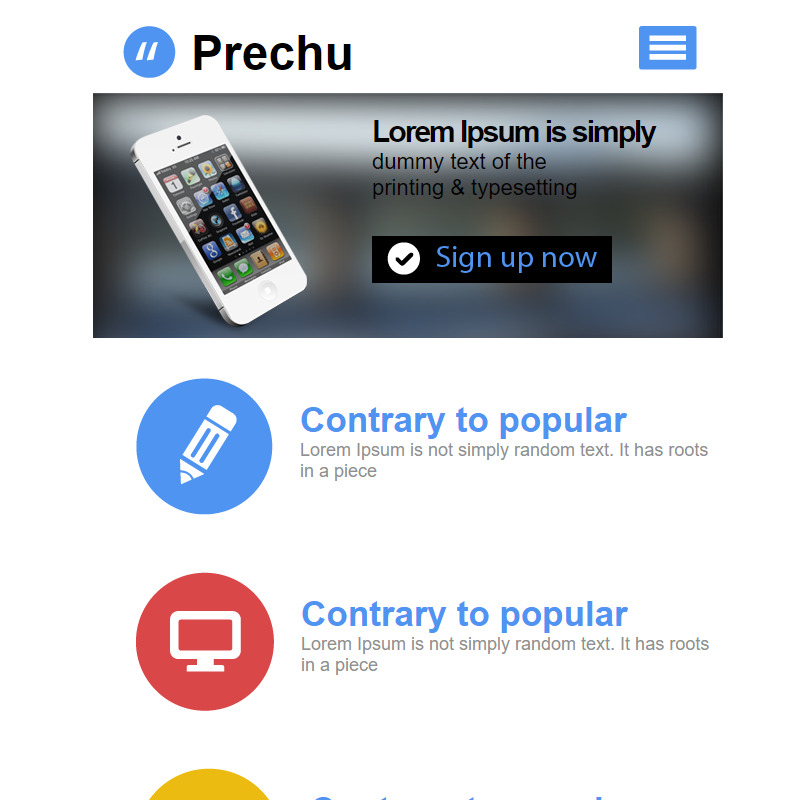 Prechu
Lorem Ipsum is simply
dummy text of the
printing & typesetting
Sign up now
Contrary to popular
Lorem Ipsum is not simply random text. It has roots
in a piece
Contrary to popular
Lorem Ipsum is not simply random text. It has roots
in a piece